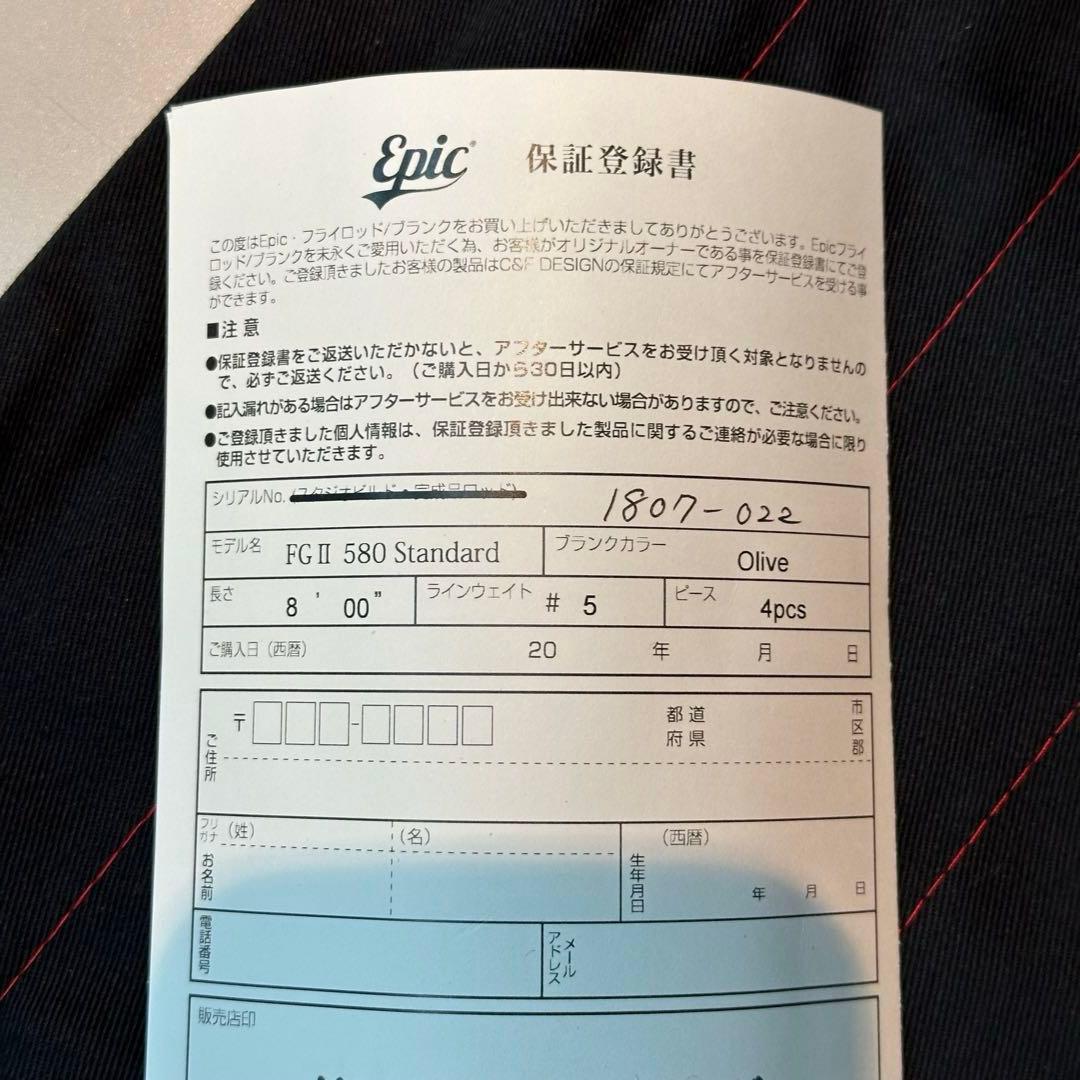 Epic® 保証登録書
この度はEpic・フライロッド/ブランクをお買い上げいただきましてありがとうございます。Epicフライ
ロッド/ブランクを末永くご愛用いただく為、お客様がオリジナルオーナーである事を保証登録書にてご登
録ください。ご登録頂きましたお客様の製品はC&F DESIGNの保証規定にてアフターサービスを受ける事
ができます。
■注意
●保証登録書をご返送いただかないと、アフターサービスをお受け頂く対象となりませんの
で、必ずご返送ください。（ご購入日から30日以内）
●記入漏れがある場合はアフターサービスをお受け出来ない場合がありますので、ご注意ください。
●ご登録頂きました個人情報は、保証登録頂きました製品に関するご連絡が必要な場合に限り
使用させていただきます。
シリアルNo. (スタジオビルド・完成品ロッド) 1807-022
モデル名 FGⅡ 580 Standard ブランクカラー Olive
長さ 8 ' 00" ラインウェイト # 5 ピース 4pcs
ご購入日（西暦） 20 年 月 日
ご住所 〒 - 都道府県 市区郡
フリガナ（姓） （名） （西暦）
お名前 生年月日 年 月 日
電話番号 メールアドレス
販売店印